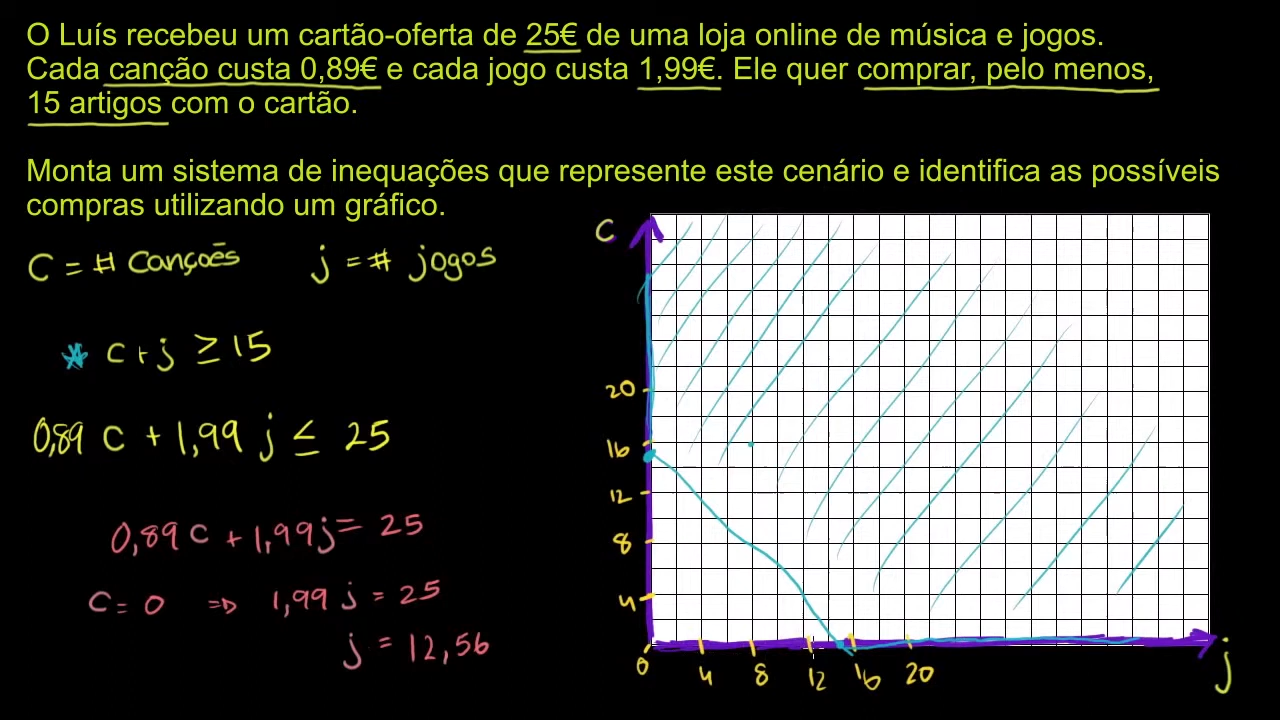 O Luís recebeu um cartão-oferta de 25€ de uma loja online de música e jogos.
Cada canção custa 0,89€ e cada jogo custa 1,99€. Ele quer comprar, pelo menos,
15 artigos com o cartão.
Monta um sistema de inequações que represente este cenário e identifica as possíveis
compras utilizando um gráfico.
C = # Canções j = # jogos
* c + j ≥ 15
0,89 c + 1,99 j ≤ 25
0,89c + 1,99j = 25
c = 0 ⇒ 1,99 j = 25
j = 12,56
C
20
16
12
8
4
0 4 8 12 16 20 j